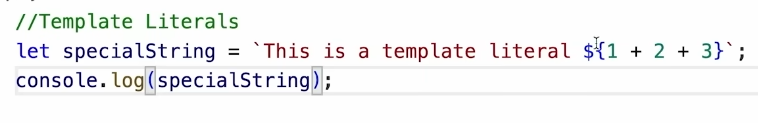 //Template Literals
let specialString = `This is a template literal ${1 + 2 + 3}`;
console.log(specialString);